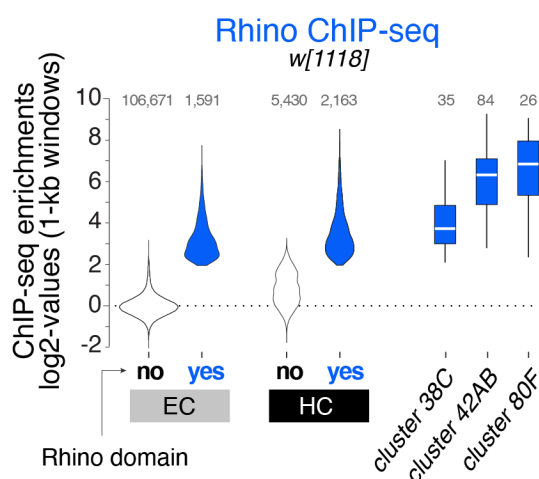 Rhino ChIP-seq
w[1118]
ChIP-seq enrichments
log2-values (1-kb windows)
10
8
6
4
2
0
-2
106,671 1,591 5,430 2,163 35 84 26
no yes no yes
EC HC
Rhino domain
cluster 38C
cluster 42AB
cluster 80F